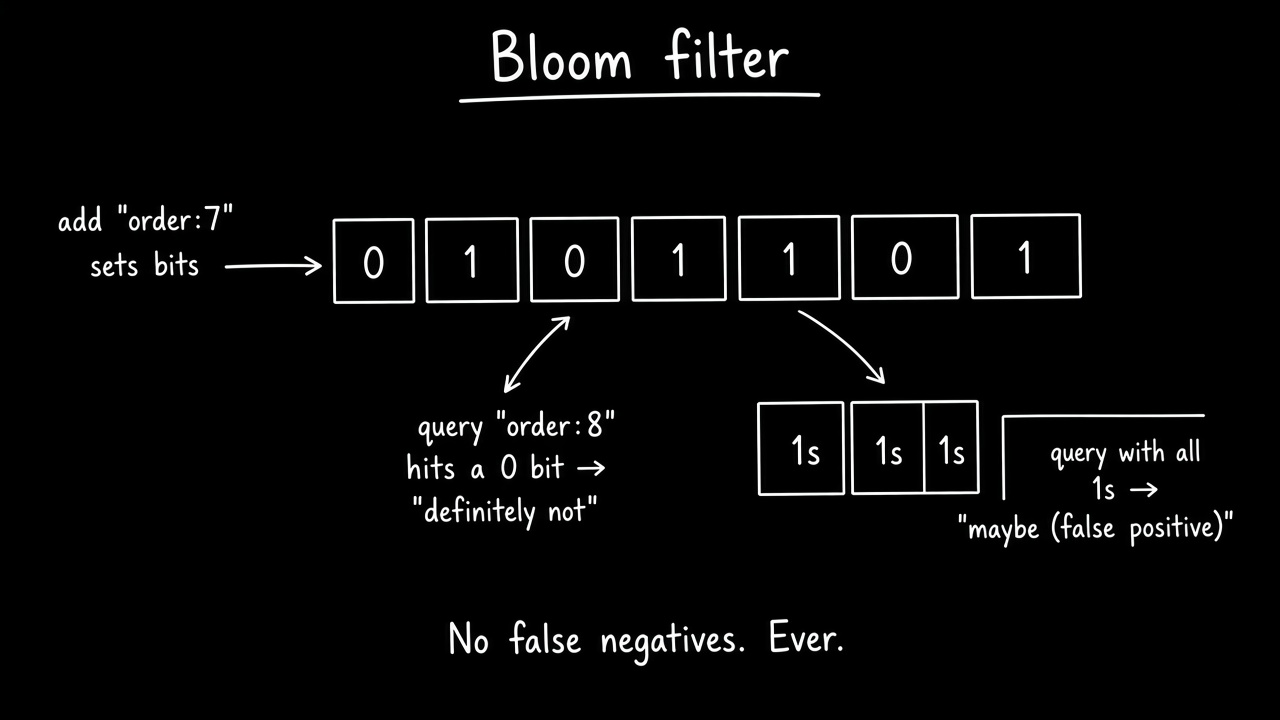 Bloom filter
add "order:7"
sets bits
0 1 0 1 1 0 1
query "order:8"
hits a 0 bit →
"definitely not"
1s 1s 1s
query with all
1s →
"maybe (false positive)"
No false negatives. Ever.